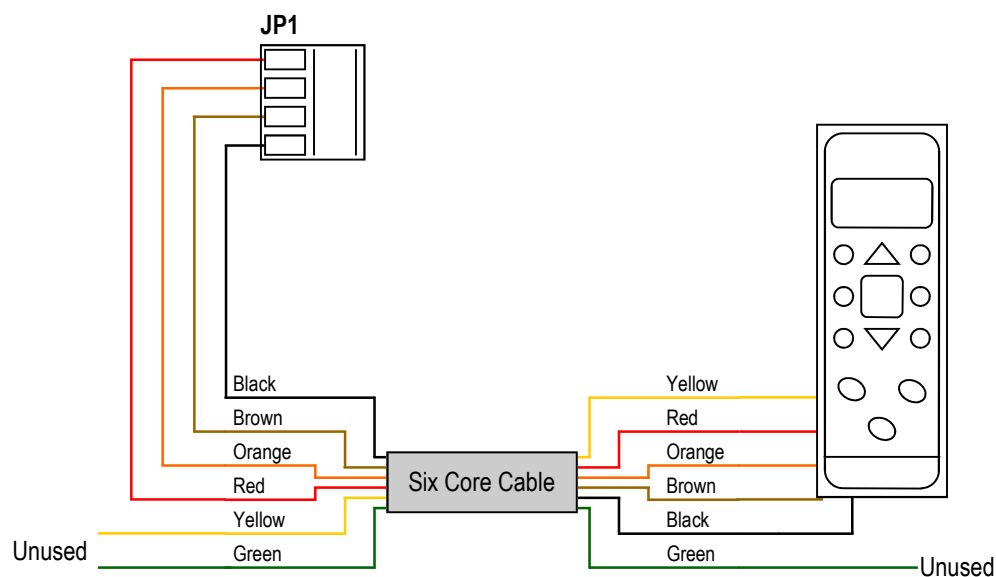 JP1
Black
Brown
Orange
Red
Yellow
Green
Unused
Six Core Cable
Yellow
Red
Orange
Brown
Black
Green
Unused